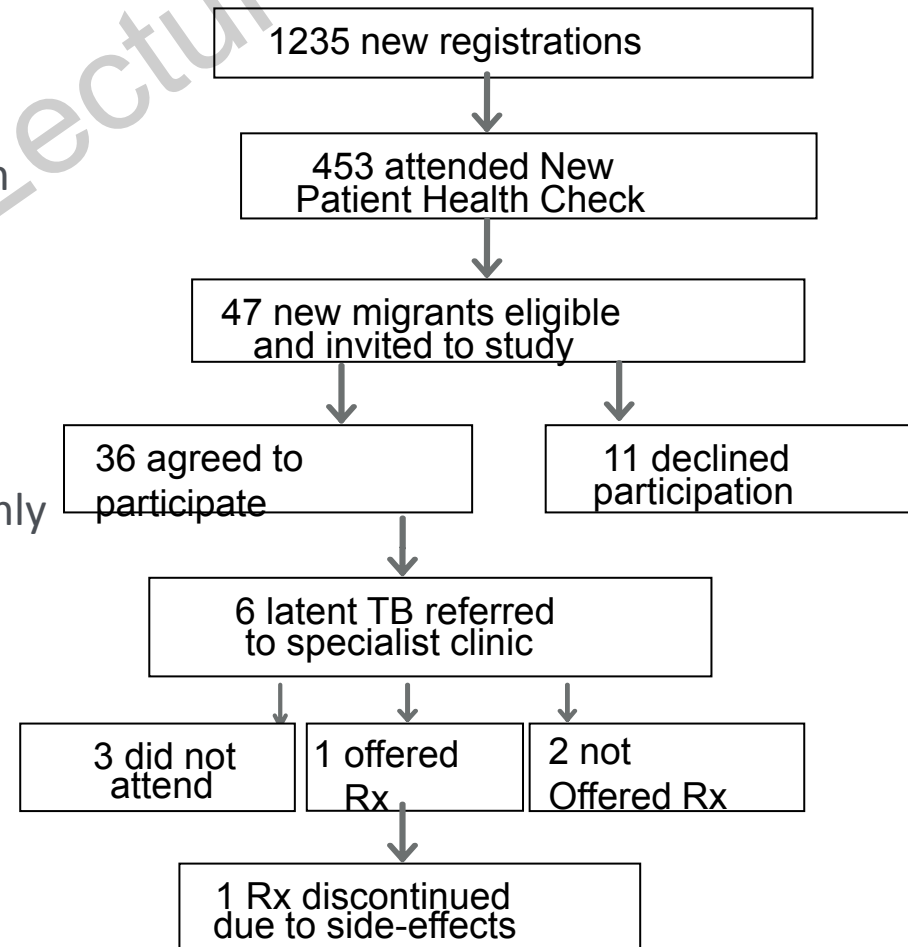 1235 new registrations
453 attended New
Patient Health Check
47 new migrants eligible
and invited to study
36 agreed to
participate
11 declined
participation
6 latent TB referred
to specialist clinic
3 did not
attend
1 offered
Rx
2 not
Offered Rx
1 Rx discontinued
due to side-effects